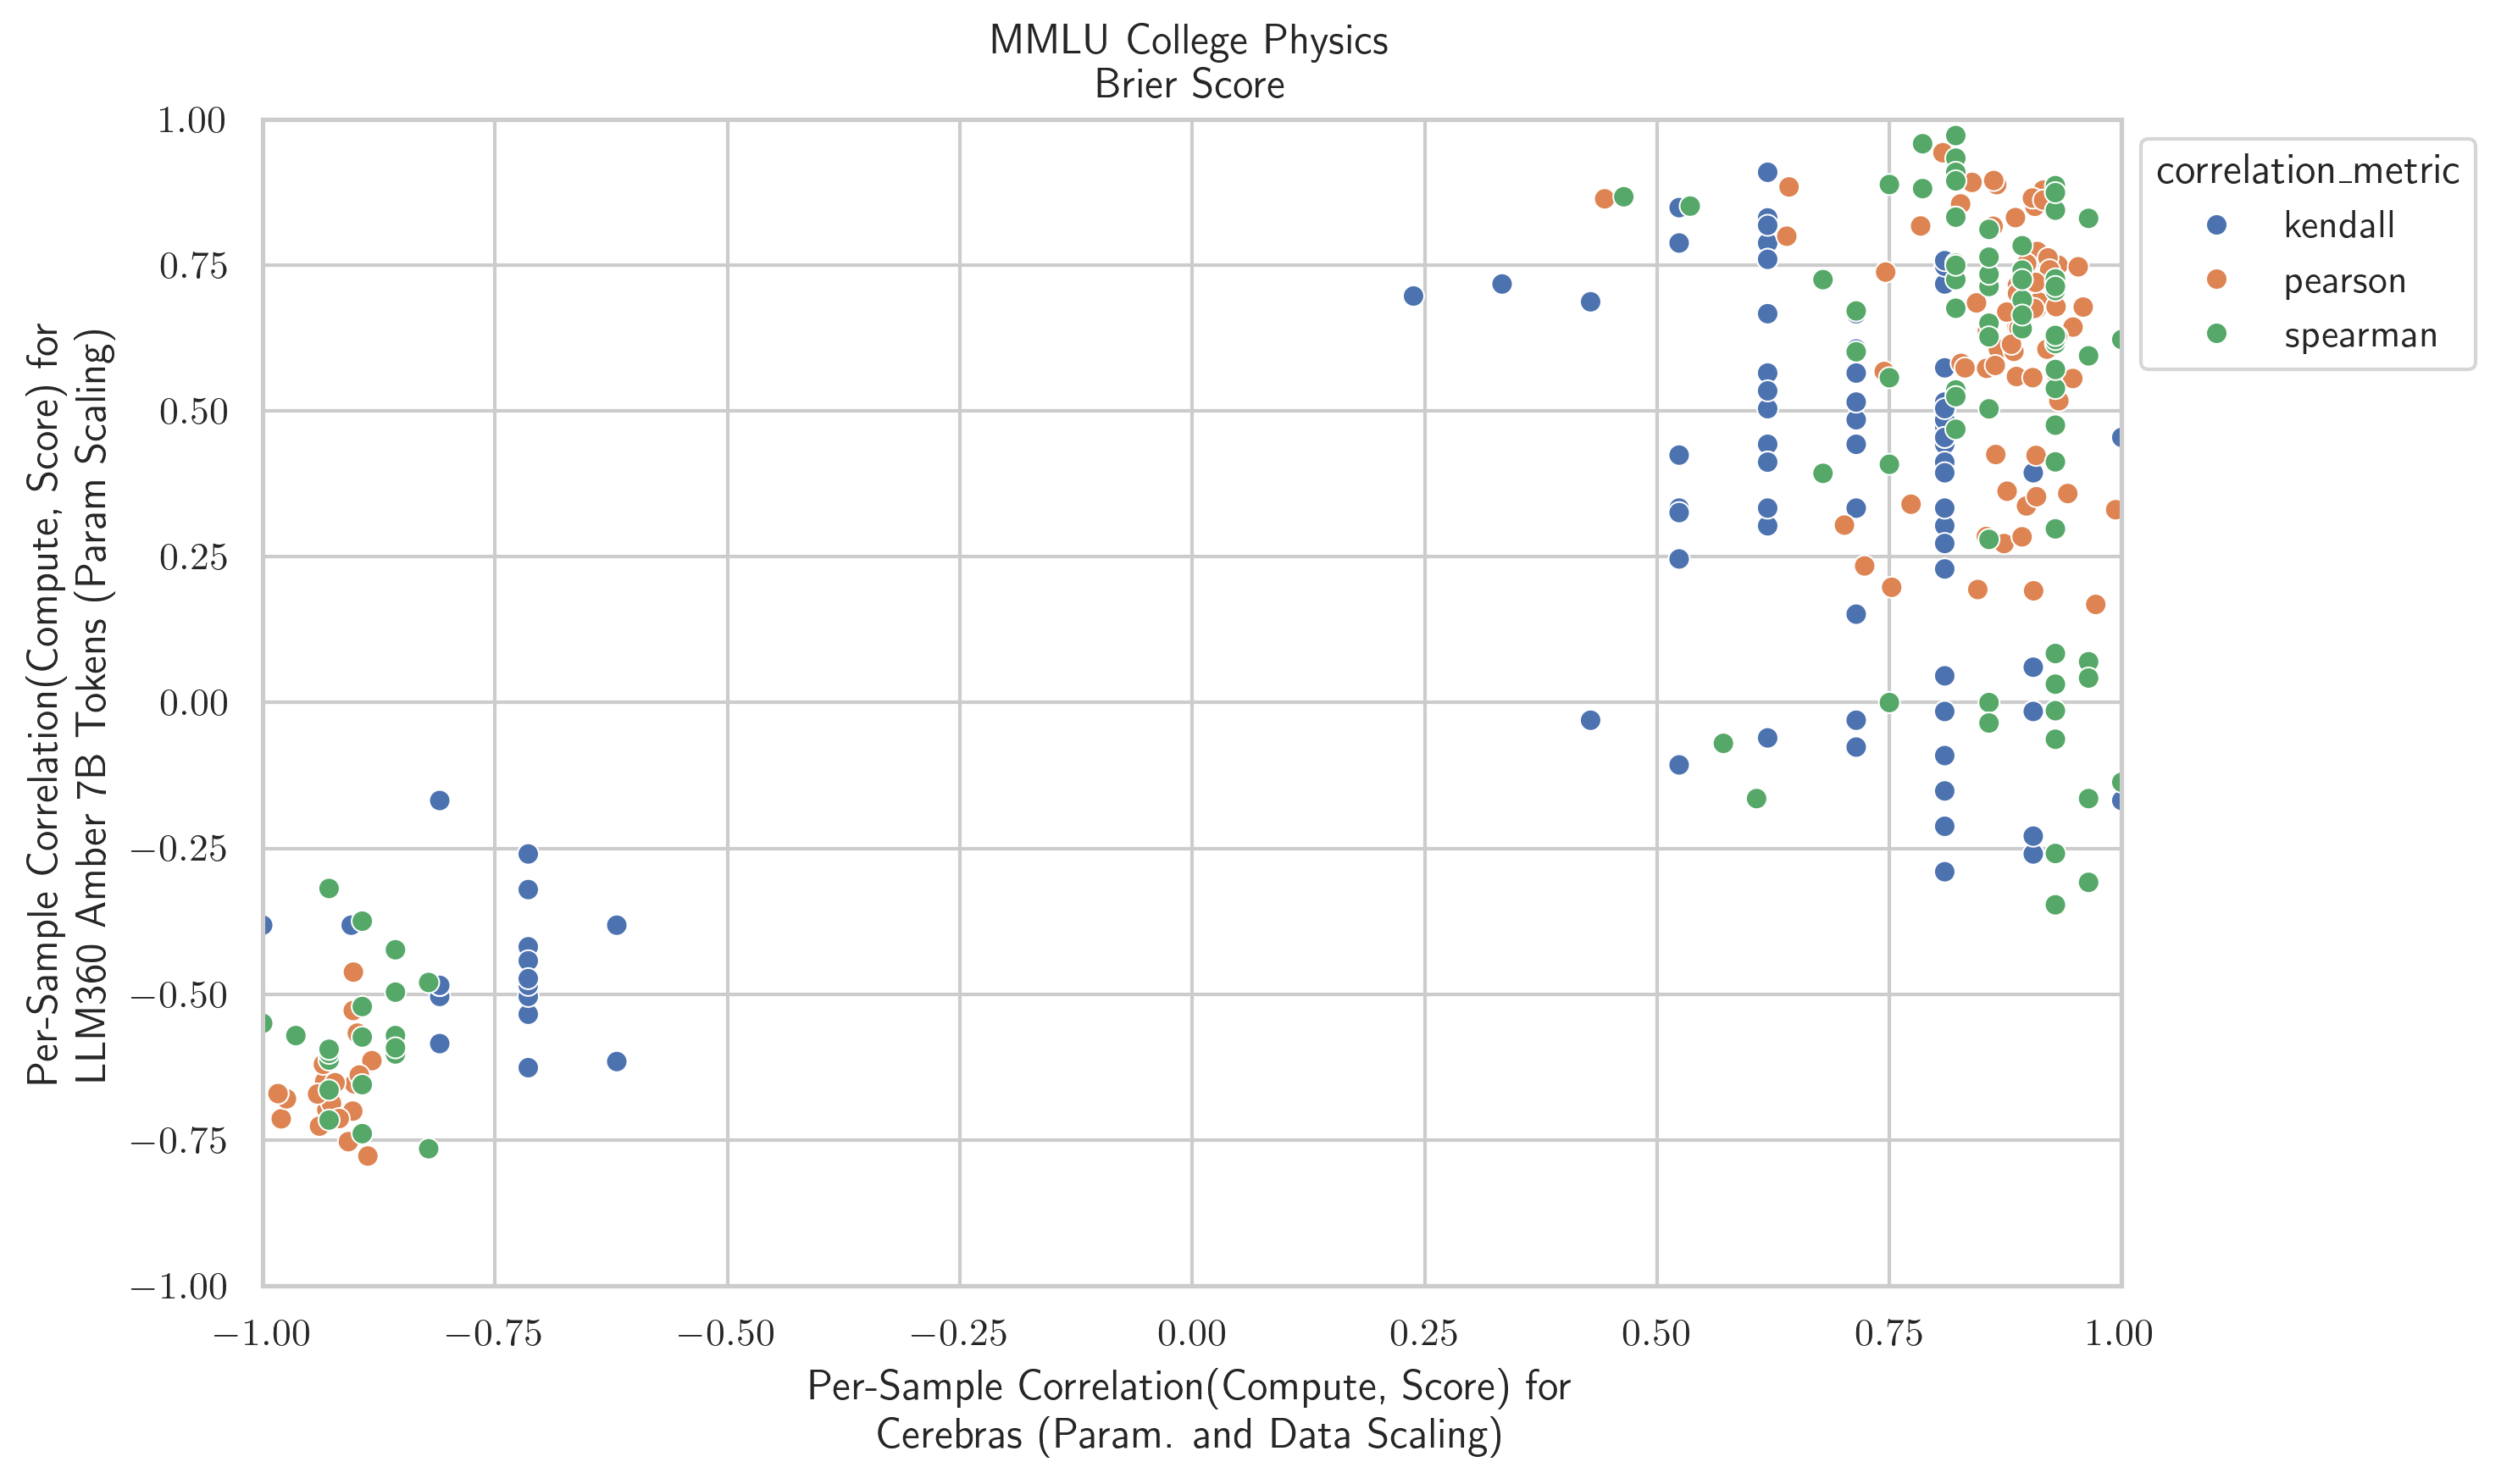 MMLU College Physics
Brier Score
Per-Sample Correlation(Compute, Score) for
LLM360 Amber 7B Tokens (Param Scaling)
1.00
0.75
0.50
0.25
0.00
−0.25
−0.50
−0.75
−1.00
−1.00 −0.75 −0.50 −0.25 0.00 0.25 0.50 0.75 1.00
Per-Sample Correlation(Compute, Score) for
Cerebras (Param. and Data Scaling)
correlation_metric
kendall
pearson
spearman